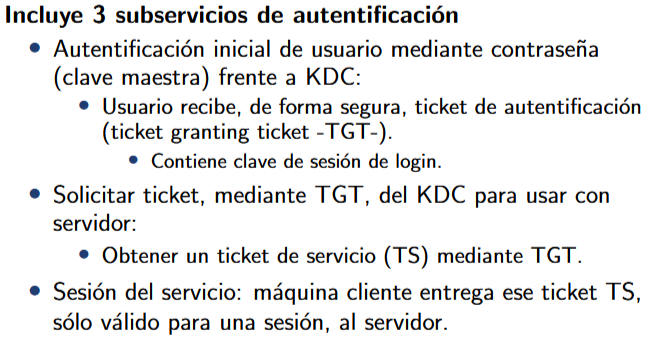 Incluye 3 subservicios de autentificación
• Autentificación inicial de usuario mediante contraseña
(clave maestra) frente a KDC:
• Usuario recibe, de forma segura, ticket de autentificación
(ticket granting ticket -TGT-).
• Contiene clave de sesión de login.
• Solicitar ticket, mediante TGT, del KDC para usar con
servidor:
• Obtener un ticket de servicio (TS) mediante TGT.
• Sesión del servicio: máquina cliente entrega ese ticket TS,
sólo válido para una sesión, al servidor.